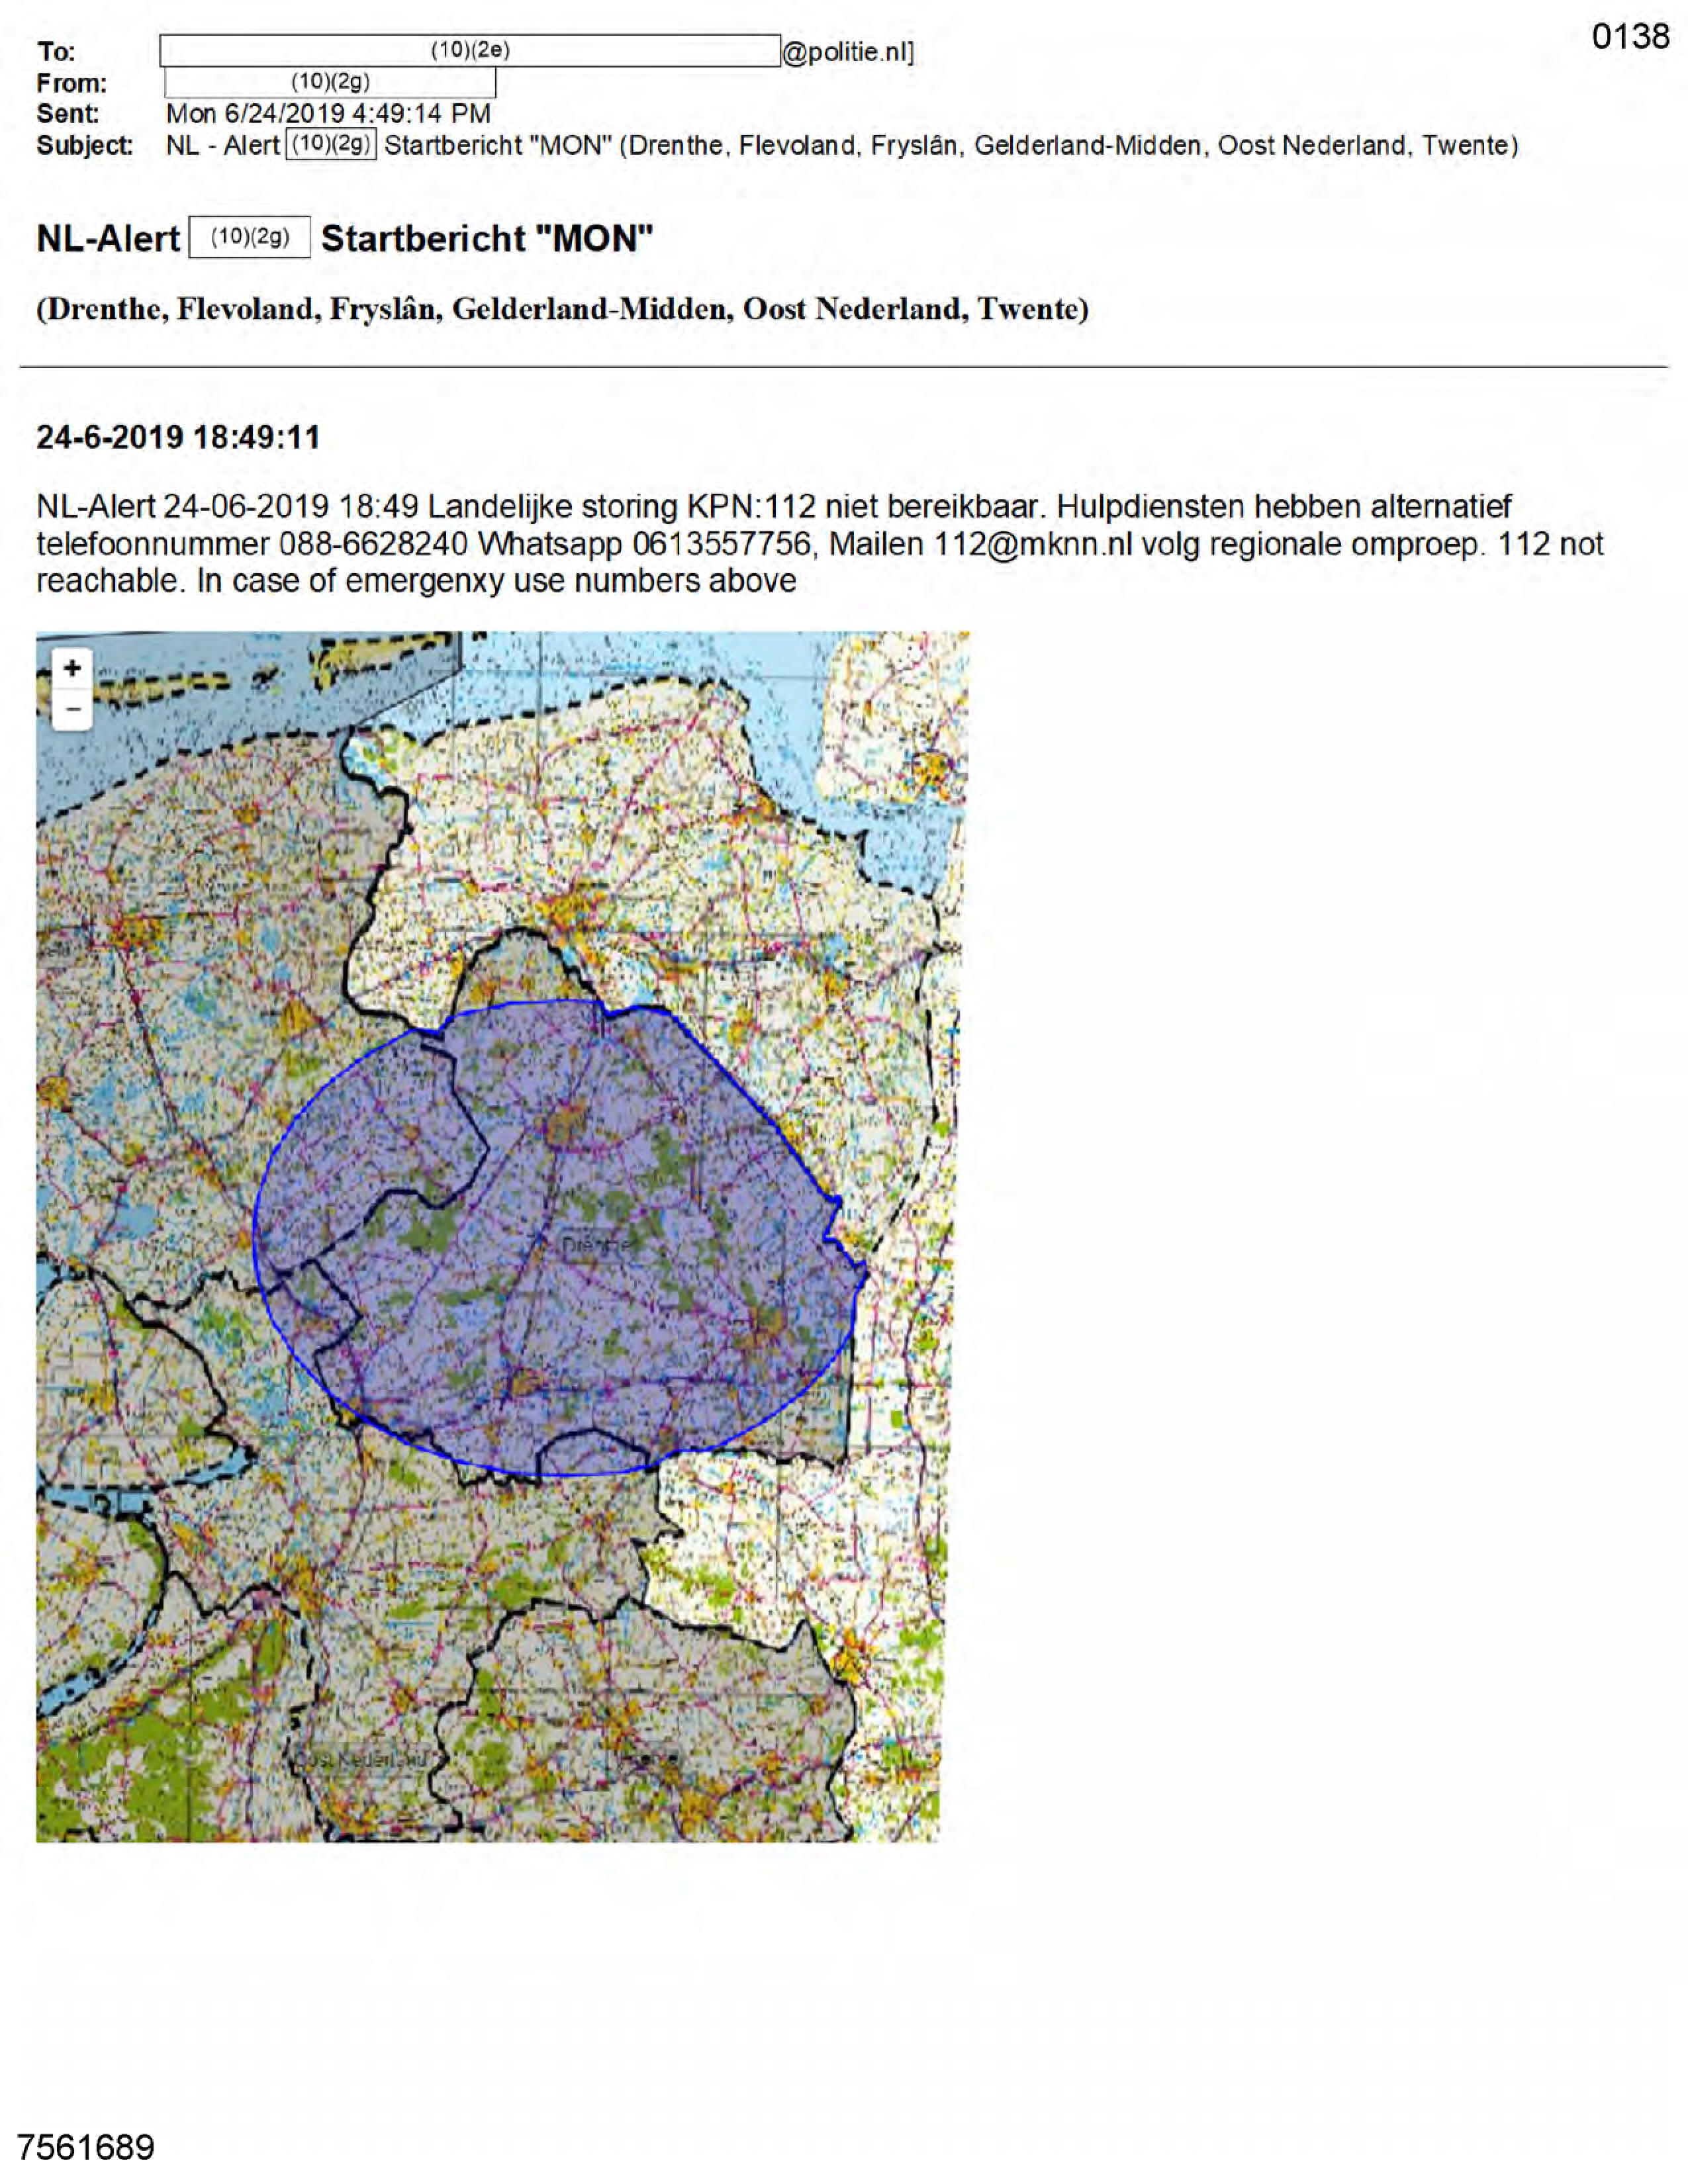 0138
To: (10)(2e) @politie.nl]
From: (10)(2g)
Sent: Mon 6/24/2019 4:49:14 PM
Subject: NL - Alert (10)(2g) Startbericht "MON" (Drenthe, Flevoland, Fryslân, Gelderland-Midden, Oost Nederland, Twente)
NL-Alert (10)(2g) Startbericht "MON"
(Drenthe, Flevoland, Fryslân, Gelderland-Midden, Oost Nederland, Twente)
24-6-2019 18:49:11
NL-Alert 24-06-2019 18:49 Landelijke storing KPN:112 niet bereikbaar. Hulpdiensten hebben alternatief
telefoonnummer 088-6628240 Whatsapp 0613557756, Mailen 112@mknn.nl volg regionale omproep. 112 not
reachable. In case of emergenxy use numbers above
+
−
Drenthe
Oost Nederland
7561689